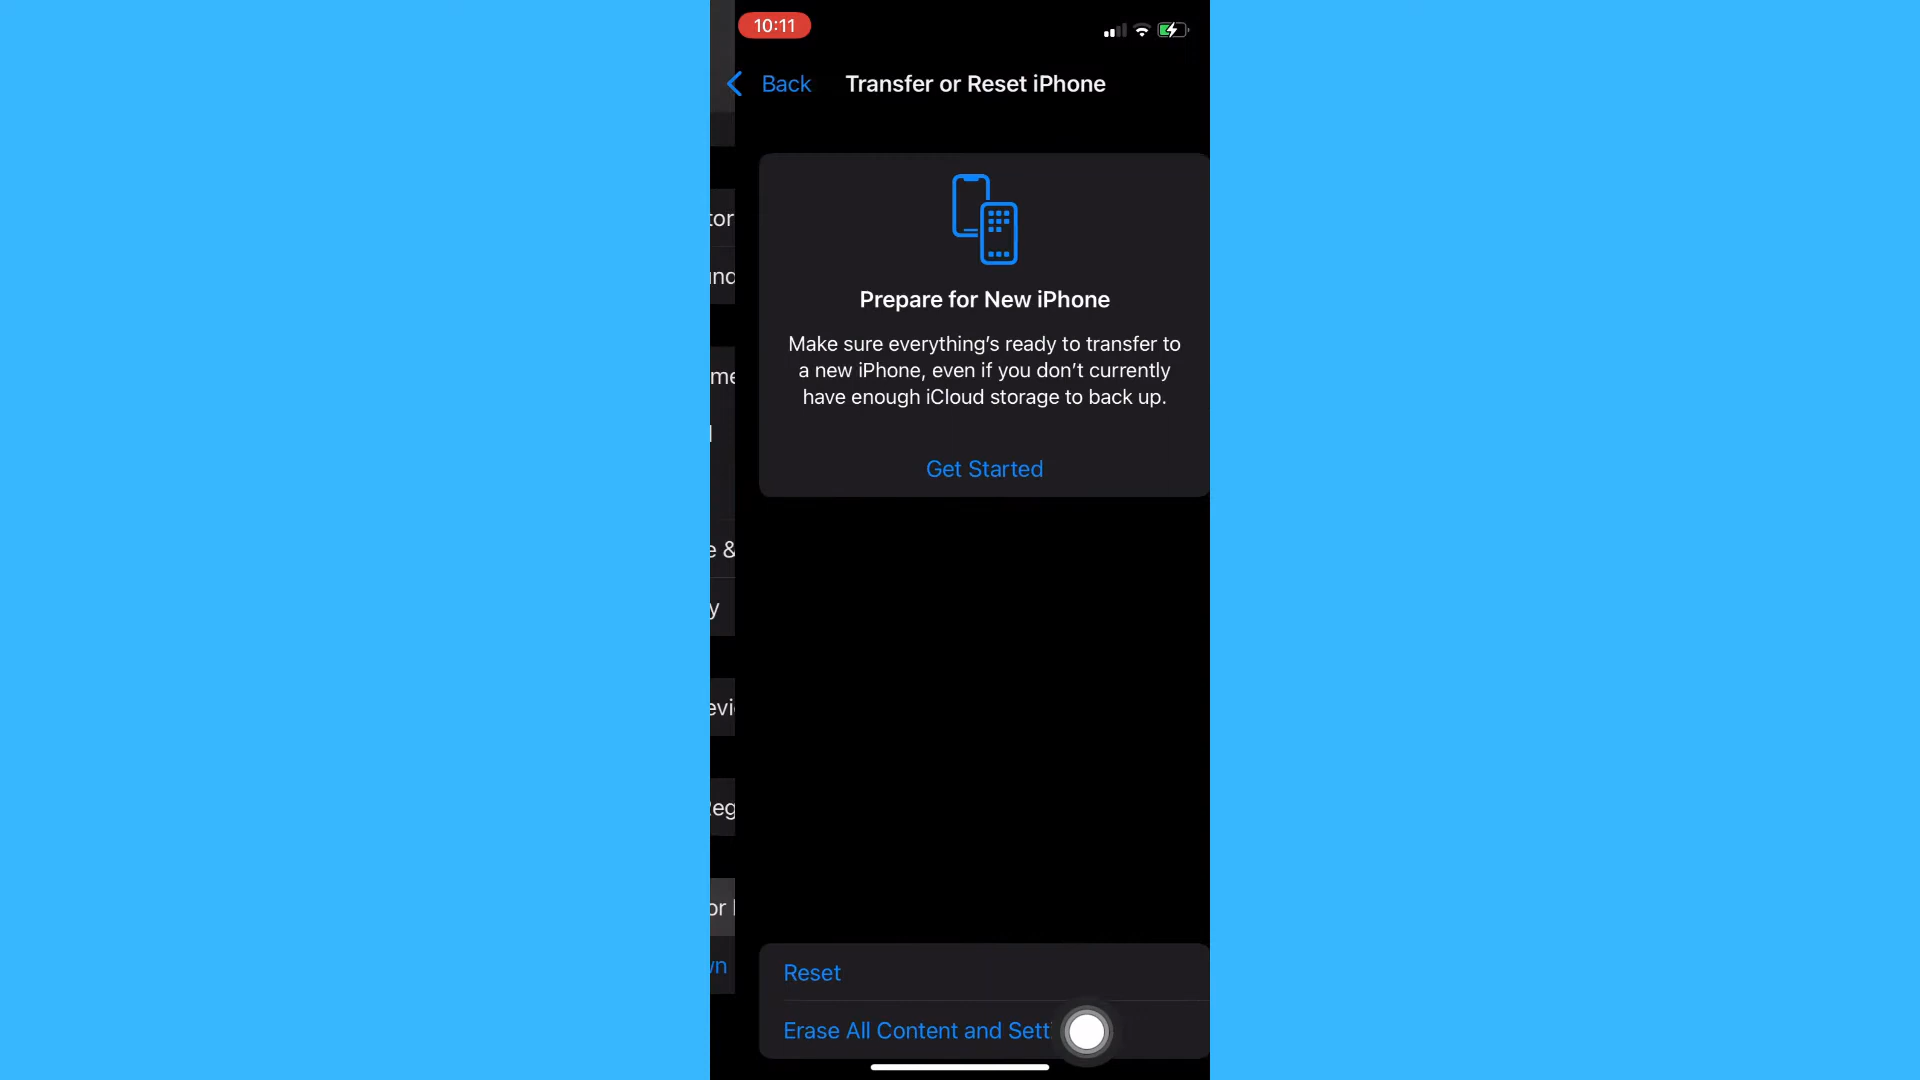 10:11
Back
Transfer or Reset iPhone
Prepare for New iPhone
Make sure everything’s ready to transfer to
a new iPhone, even if you don’t currently
have enough iCloud storage to back up.
Get Started
Reset
Erase All Content and